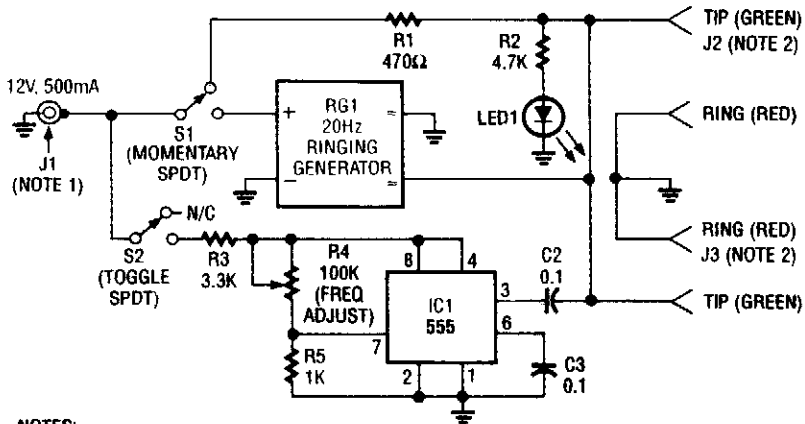 TIP (GREEN)
J2 (NOTE 2)
R1
470Ω
R2
4.7K
12V, 500mA
J1
(NOTE 1)
S1
(MOMENTARY
SPDT)
+
−
RG1
20Hz
RINGING
GENERATOR
=
=
LED1
RING (RED)
RING (RED)
J3 (NOTE 2)
TIP (GREEN)
N/C
S2
(TOGGLE
SPDT)
R3
3.3K
R4
100K
(FREQ
ADJUST)
R5
1K
8
4
IC1
555
3
6
7
2
1
C2
0.1
C3
0.1
NOTES: